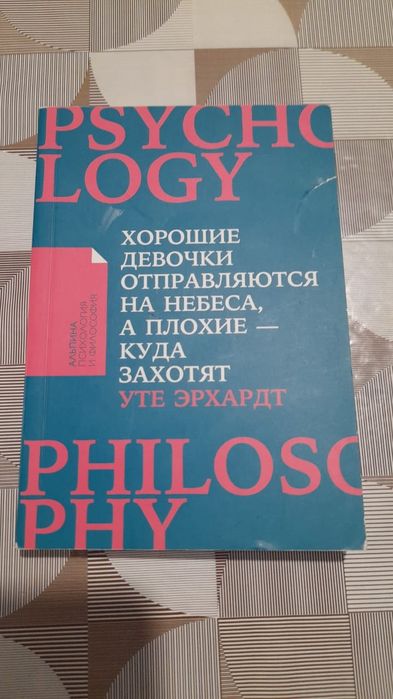 PSYCHO
LOGY
ХОРОШИЕ
ДЕВОЧКИ
ОТПРАВЛЯЮТСЯ
НА НЕБЕСА,
А ПЛОХИЕ —
КУДА
ЗАХОТЯТ
УТЕ ЭРХАРДТ
АЛЬПИНА
ПСИХОЛОГИЯ
И ФИЛОСОФИЯ
PHILOSO
PHY